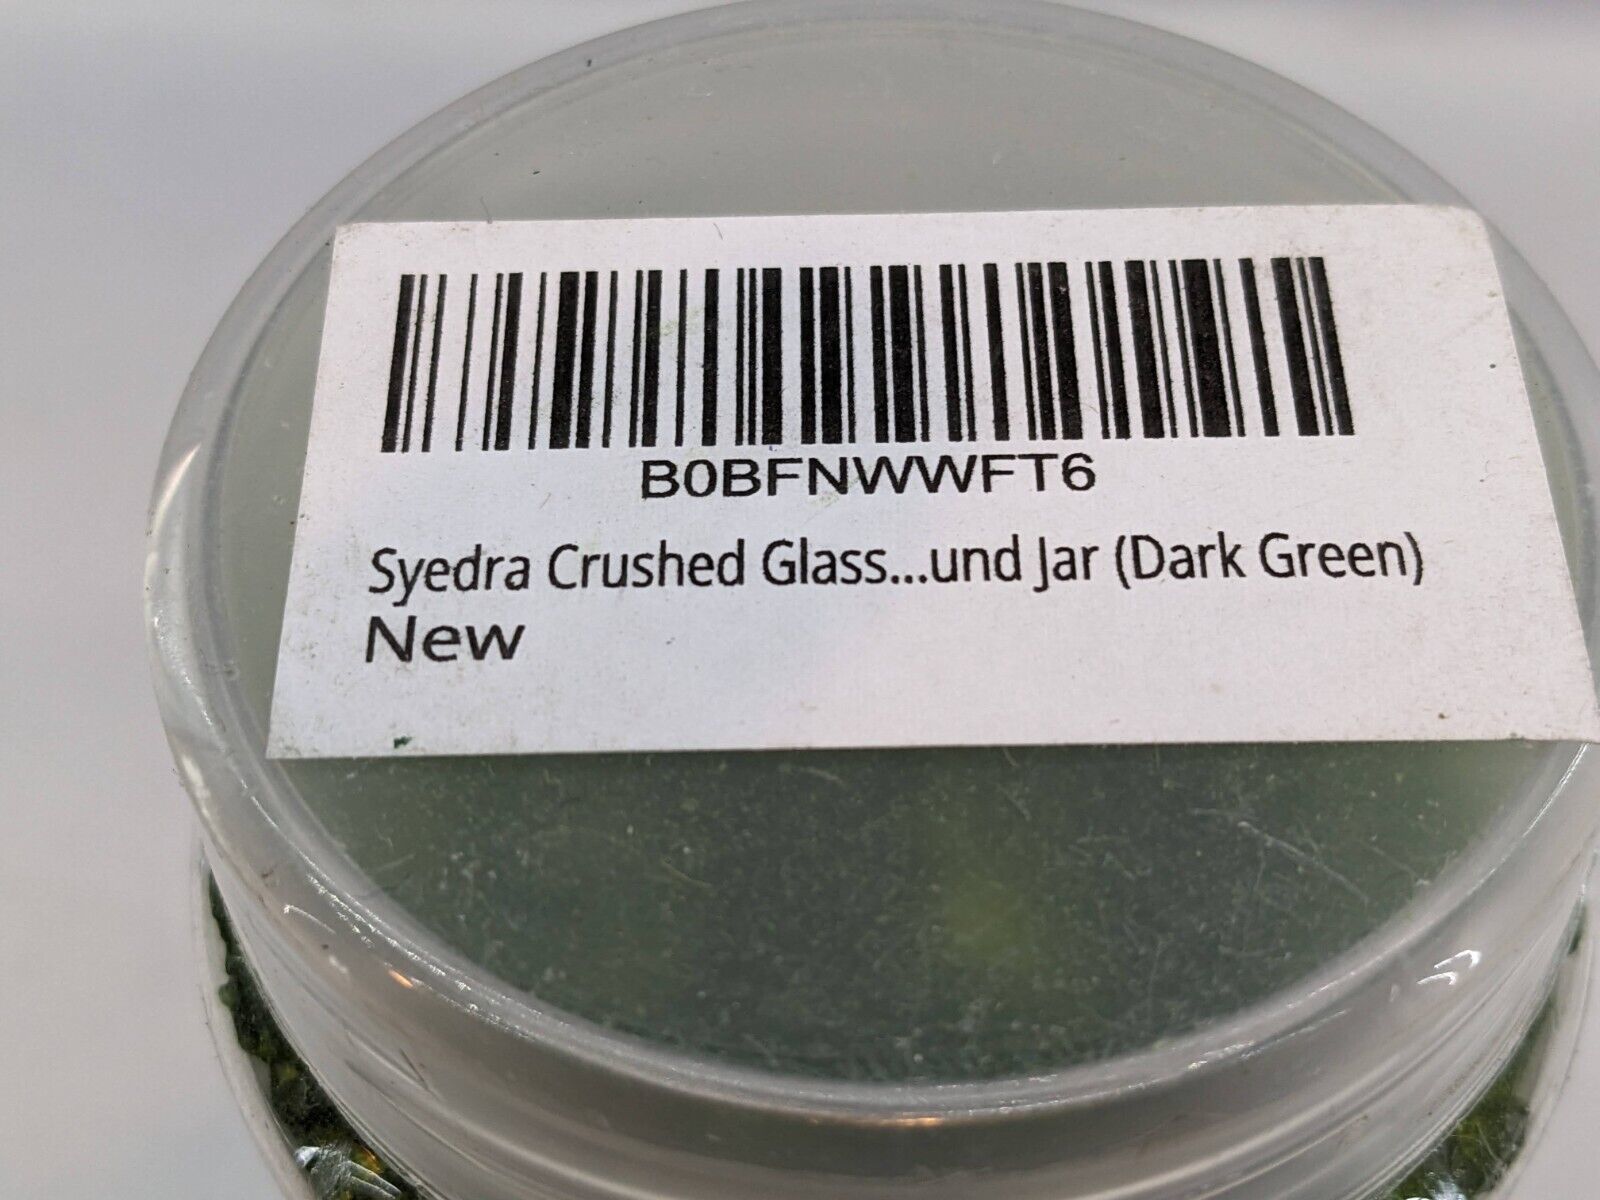 B0BFNWWFT6
Syedra Crushed Glass...und Jar (Dark Green)
New